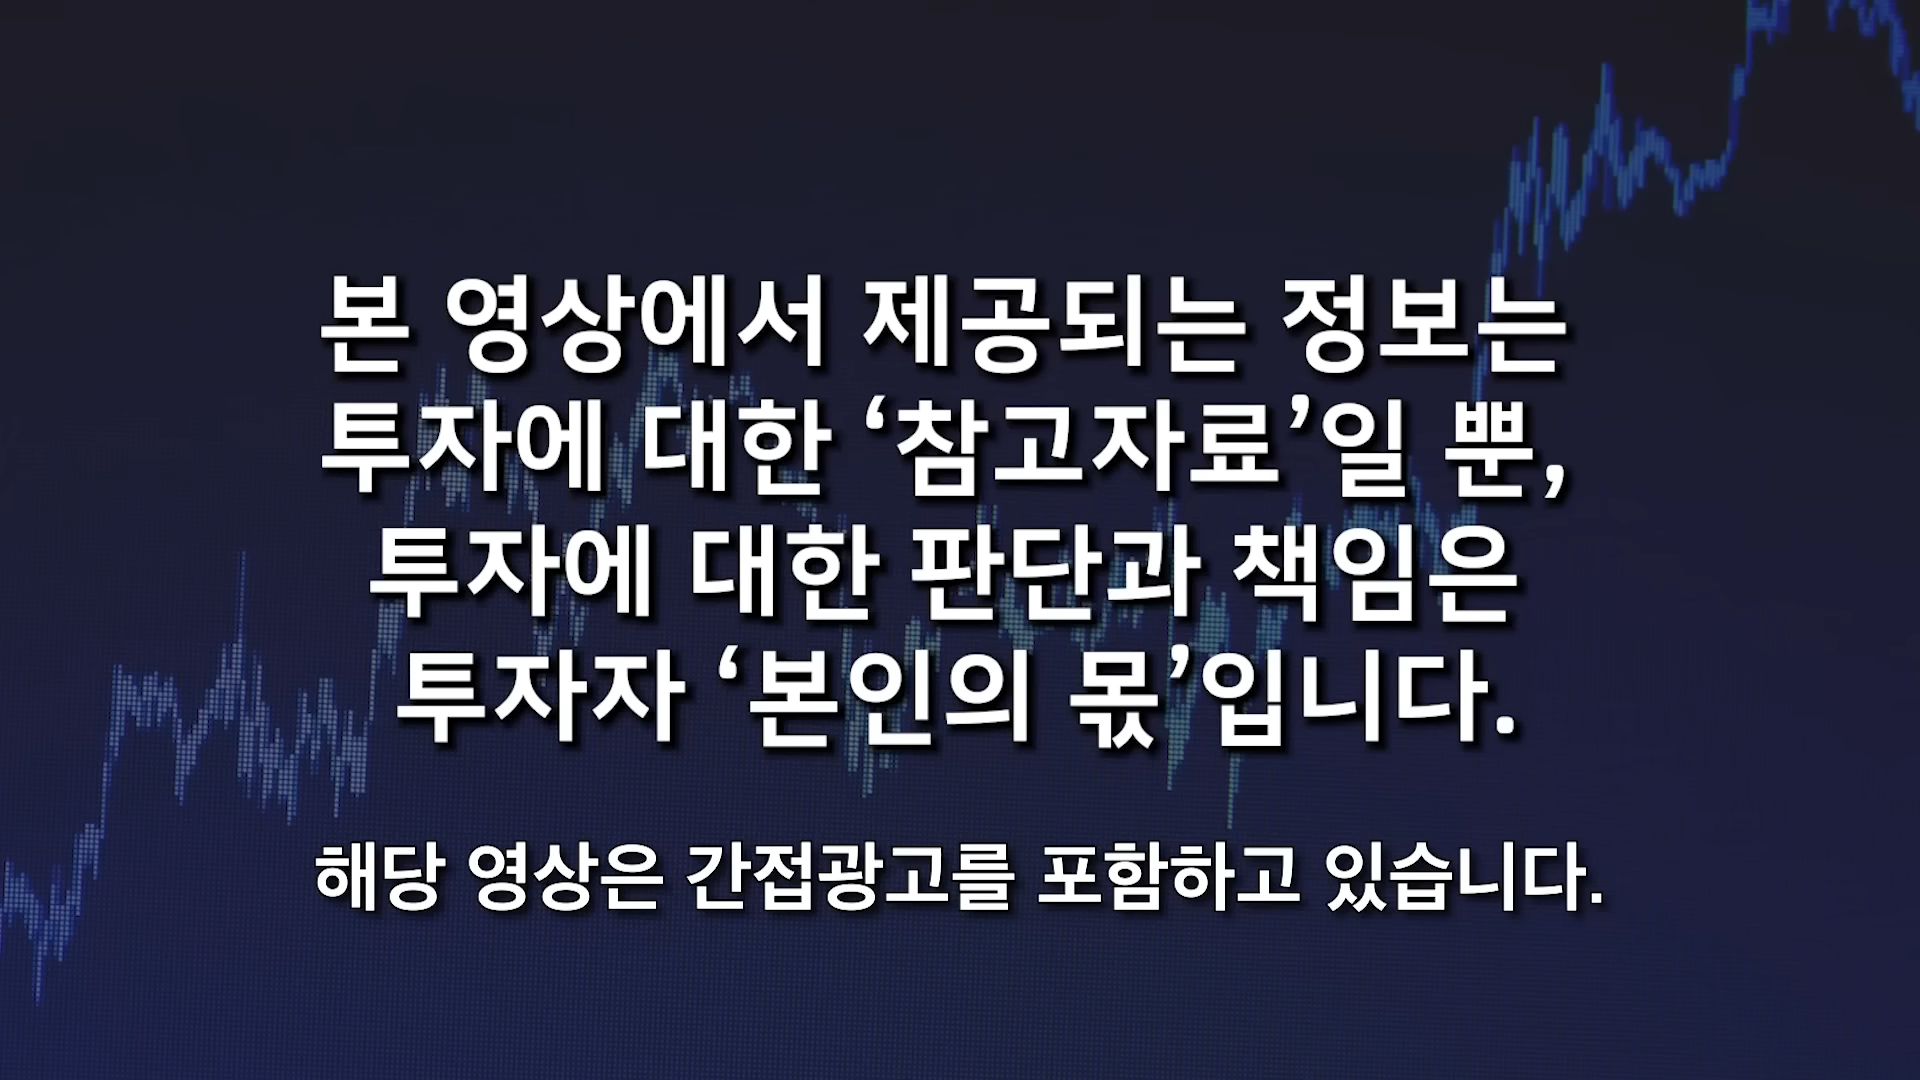 본 영상에서 제공되는 정보는
투자에 대한 ‘참고자료’일 뿐,
투자에 대한 판단과 책임은
투자자 ‘본인의 몫’입니다.
해당 영상은 간접광고를 포함하고 있습니다.